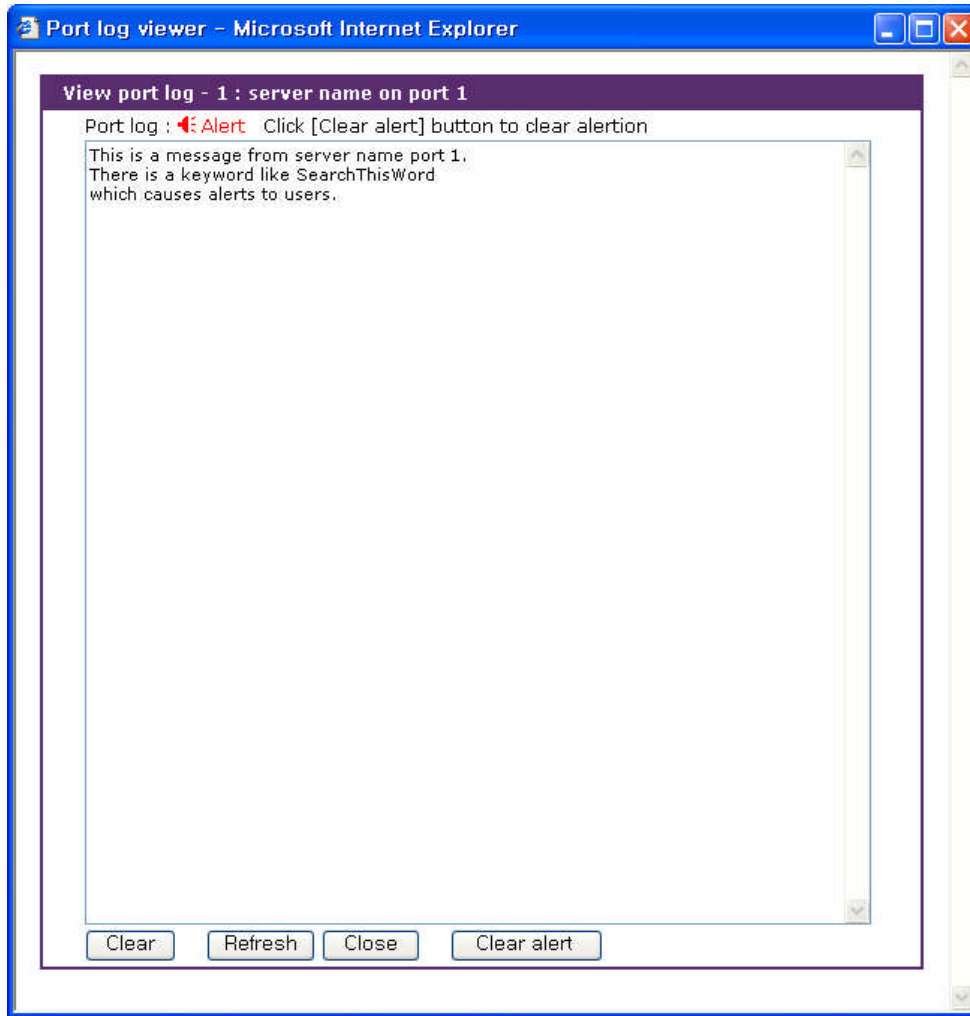 Port log viewer - Microsoft Internet Explorer
View port log - 1 : server name on port 1
Port log : Alert Click [Clear alert] button to clear alertion
This is a message from server name port 1.
There is a keyword like SearchThisWord
which causes alerts to users.
Clear Refresh Close Clear alert